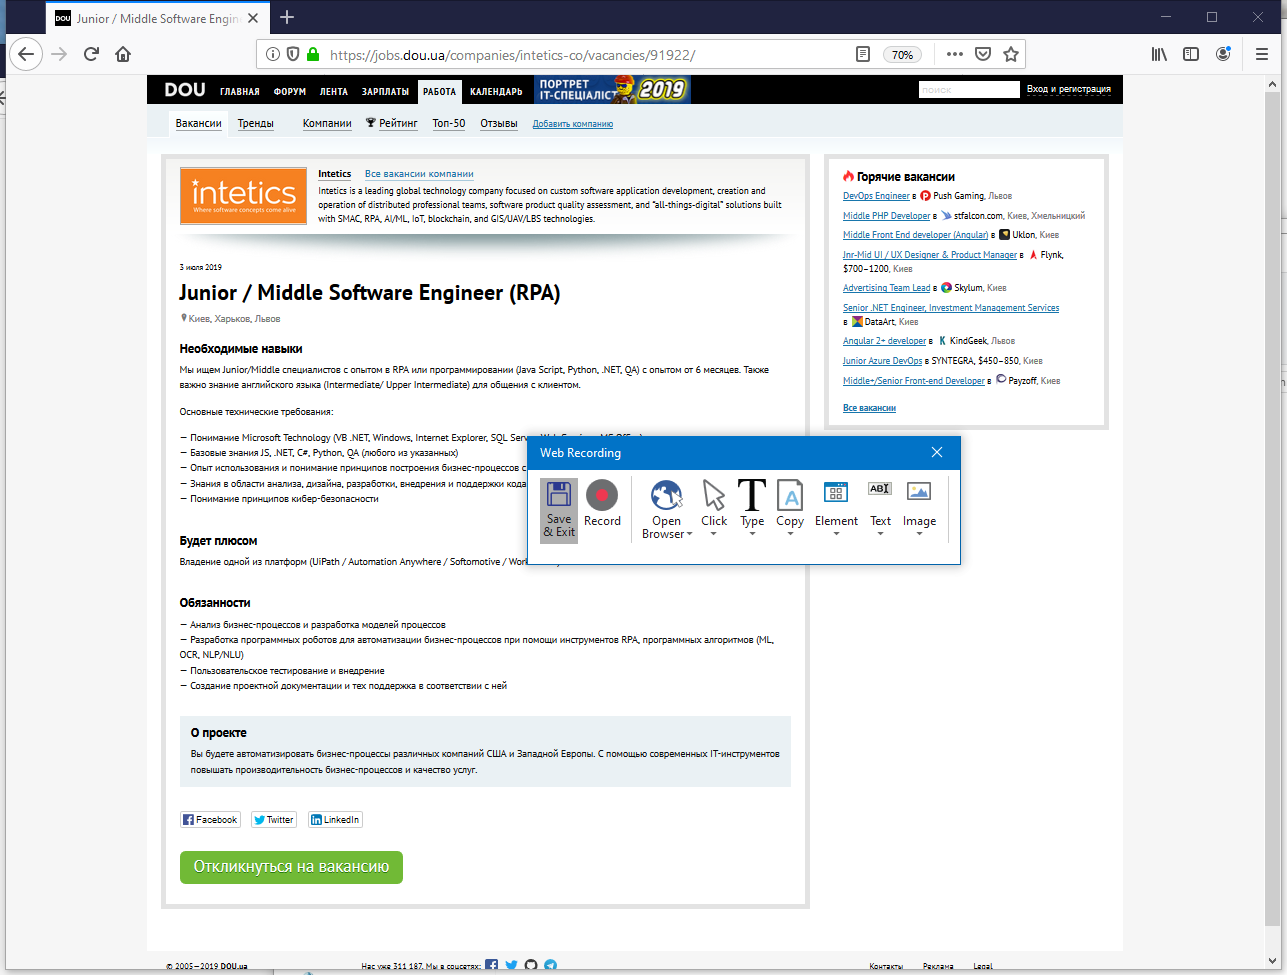 DOU Junior / Middle Software Engin
https://jobs.dou.ua/companies/intetics-co/vacancies/91922/
70%
DOU ГЛАВНАЯ ФОРУМ ЛЕНТА ЗАРПЛАТЫ РАБОТА КАЛЕНДАРЬ
ПОРТРЕТ
ІТ-СПЕЦІАЛІСТ
2019
поиск
Вход и регистрация
Вакансии Тренды Компании Рейтинг Топ-50 Отзывы Добавить компанию
intetics
Where software concepts come alive
Intetics Все вакансии компании
Intetics is a leading global technology company focused on custom software application development, creation and
operation of distributed professional teams, software product quality assessment, and “all-things-digital” solutions built
with SMAC, RPA, AI/ML, IoT, blockchain, and GIS/UAV/LBS technologies.
3 июля 2019
Junior / Middle Software Engineer (RPA)
Киев, Харьков, Львов
Необходимые навыки
Мы ищем Junior/Middle специалистов с опытом в RPA или программировании (Java Script, Python, .NET, QA) с опытом от 6 месяцев. Также
важно знание английского языка (Intermediate/ Upper Intermediate) для общения с клиентом.
Основные технические требования:
— Понимание Microsoft Technology (VB .NET, Windows, Internet Explorer, SQL Serv
— Базовые знания JS, .NET, C#, Python, QA (любого из указанных)
— Опыт использования и понимание принципов построения бизнес-процессов с
— Знания в области анализа, дизайна, разработки, внедрения и поддержки кода
— Понимание принципов кибер-безопасности
Будет плюсом
Владение одной из платформ (UiPath / Automation Anywhere / Softomotive / Work
Обязанности
— Анализ бизнес-процессов и разработка моделей процессов
— Разработка программных роботов для автоматизации бизнес-процессов при помощи инструментов RPA, программных алгоритмов (ML,
OCR, NLP/NLU)
— Пользовательское тестирование и внедрение
— Создание проектной документации и тех поддержка в соответствии с ней
О проекте
Вы будете автоматизировать бизнес-процессы различных компаний США и Западной Европы. С помощью современных IT-инструментов
повышать производительность бизнес-процессов и качество услуг.
Facebook Twitter LinkedIn
Откликнуться на вакансию
Горячие вакансии
DevOps Engineer в Push Gaming, Львов
Middle PHP Developer в stfalcon.com, Киев, Хмельницкий
Middle Front End developer (Angular) в Uklon, Киев
Jnr-Mid UI / UX Designer & Product Manager в Flynk,
$700–1200, Киев
Advertising Team Lead в Skylum, Киев
Senior .NET Engineer, Investment Management Services
в DataArt, Киев
Angular 2+ developer в KindGeek, Львов
Junior Azure DevOps в SYNTEGRA, $450–850, Киев
Middle+/Senior Front-end Developer в Payzoff, Киев
Все вакансии
Web Recording
Save
& Exit
Record
Open
Browser
Click
Type
Copy
Element
Text
Image
© 2005—2019 DOU.ua Нас уже 311 187. Мы в соцсетях: Контакты Реклама Legal